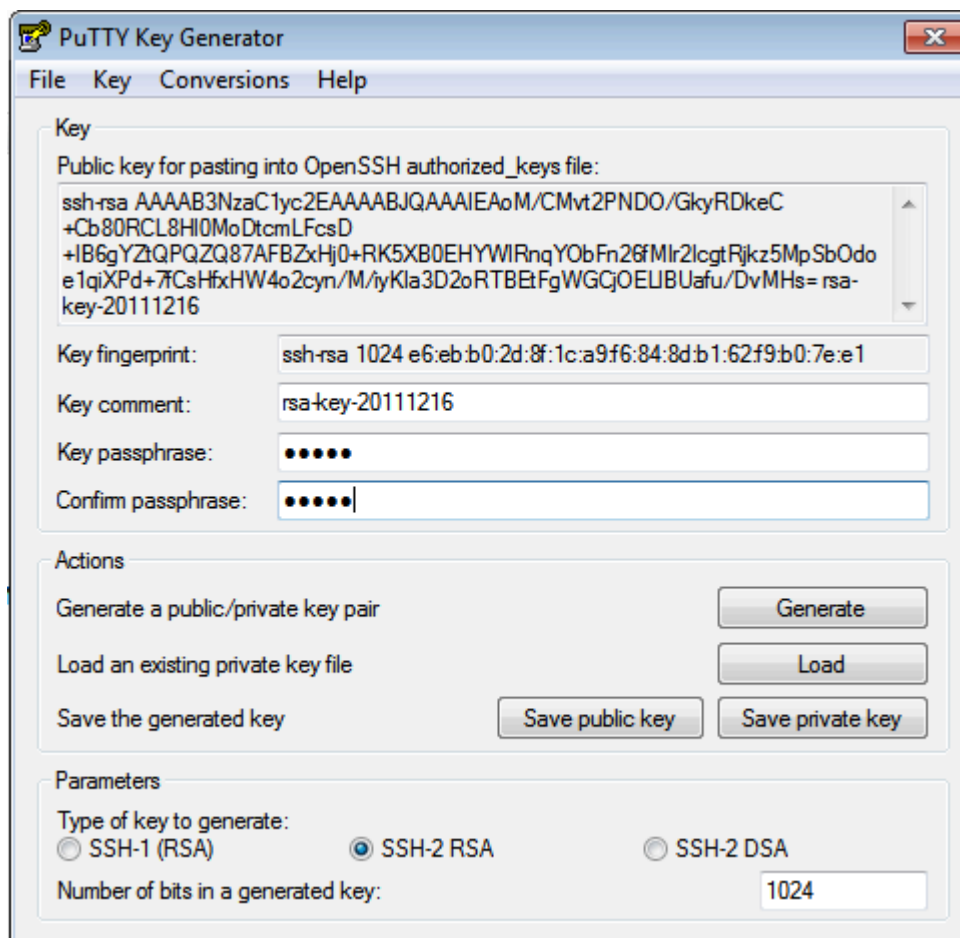 PuTTY Key Generator
File Key Conversions Help
Key
Public key for pasting into OpenSSH authorized_keys file:
ssh-rsa AAAAB3NzaC1yc2EAAAABJQAAAIEAoM/CMvt2PNDO/GkyRDkeC
+Cb80RCL8HI0MoDtcmLFcsD
+IB6gYZtQPQZQ87AFBZxHj0+RK5XB0EHYWIRnqYObFn26fMIr2lcgtRjkz5MpSbOdo
e1qiXPd+7fCsHfxHW4o2cyn/M/iyKIa3D2oRTBEtFgWGCjOELIBUafu/DvMHs= rsa-
key-20111216
Key fingerprint: ssh-rsa 1024 e6:eb:b0:2d:8f:1c:a9:f6:84:8d:b1:62:f9:b0:7e:e1
Key comment: rsa-key-20111216
Key passphrase: •••••
Confirm passphrase: •••••
Actions
Generate a public/private key pair Generate
Load an existing private key file Load
Save the generated key Save public key Save private key
Parameters
Type of key to generate:
SSH-1 (RSA) SSH-2 RSA SSH-2 DSA
Number of bits in a generated key: 1024